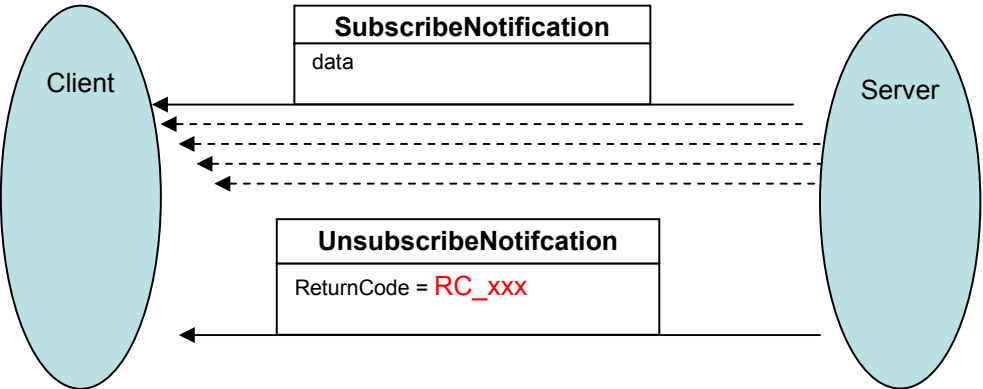 SubscribeNotification
data
Client
Server
UnsubscribeNotifcation
ReturnCode = RC_xxx